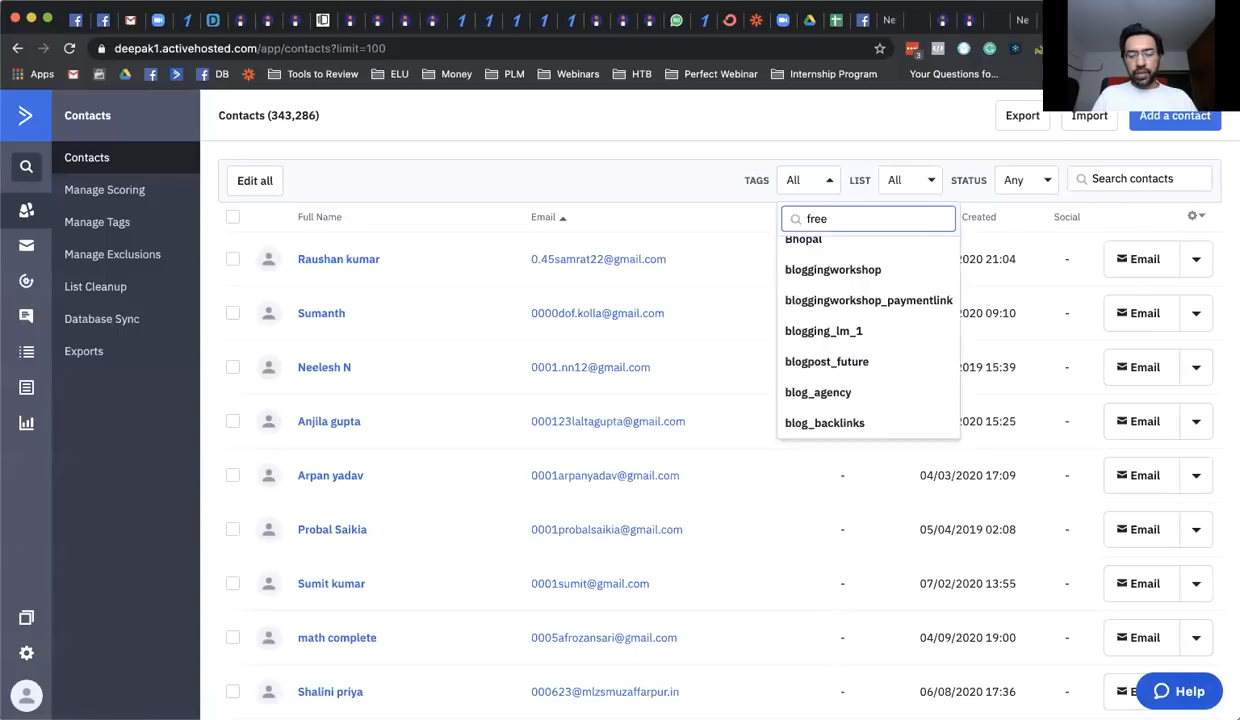 Ne
Ne
deepak1.activehosted.com/app/contacts?limit=100
3
Apps
DB
Tools to Review
ELU
Money
PLM
Webinars
HTB
Perfect Webinar
Internship Program
Your Questions fo...
Contacts
Contacts (343,286)
Export
Import
Add a contact
Contacts
Manage Scoring
Manage Tags
Manage Exclusions
List Cleanup
Database Sync
Exports
Edit all
TAGS
All
LIST
All
STATUS
Any
Search contacts
Full Name
Email
Created
Social
free
Bhopal
bloggingworkshop
bloggingworkshop_paymentlink
blogging_lm_1
blogpost_future
blog_agency
blog_backlinks
Raushan kumar
0.45samrat22@gmail.com
2020 21:04
-
Email
Sumanth
0000dof.kolla@gmail.com
2020 09:10
-
Email
Neelesh N
0001.nn12@gmail.com
2019 15:39
-
Email
Anjila gupta
000123laltagupta@gmail.com
2020 15:25
-
Email
Arpan yadav
0001arpanyadav@gmail.com
-
04/03/2020 17:09
-
Email
Probal Saikia
0001probalsaikia@gmail.com
-
05/04/2019 02:08
-
Email
Sumit kumar
0001sumit@gmail.com
-
07/02/2020 13:55
-
Email
math complete
0005afrozansari@gmail.com
-
04/09/2020 19:00
-
Email
Shalini priya
000623@mlzsmuzaffarpur.in
-
06/08/2020 17:36
-
Help